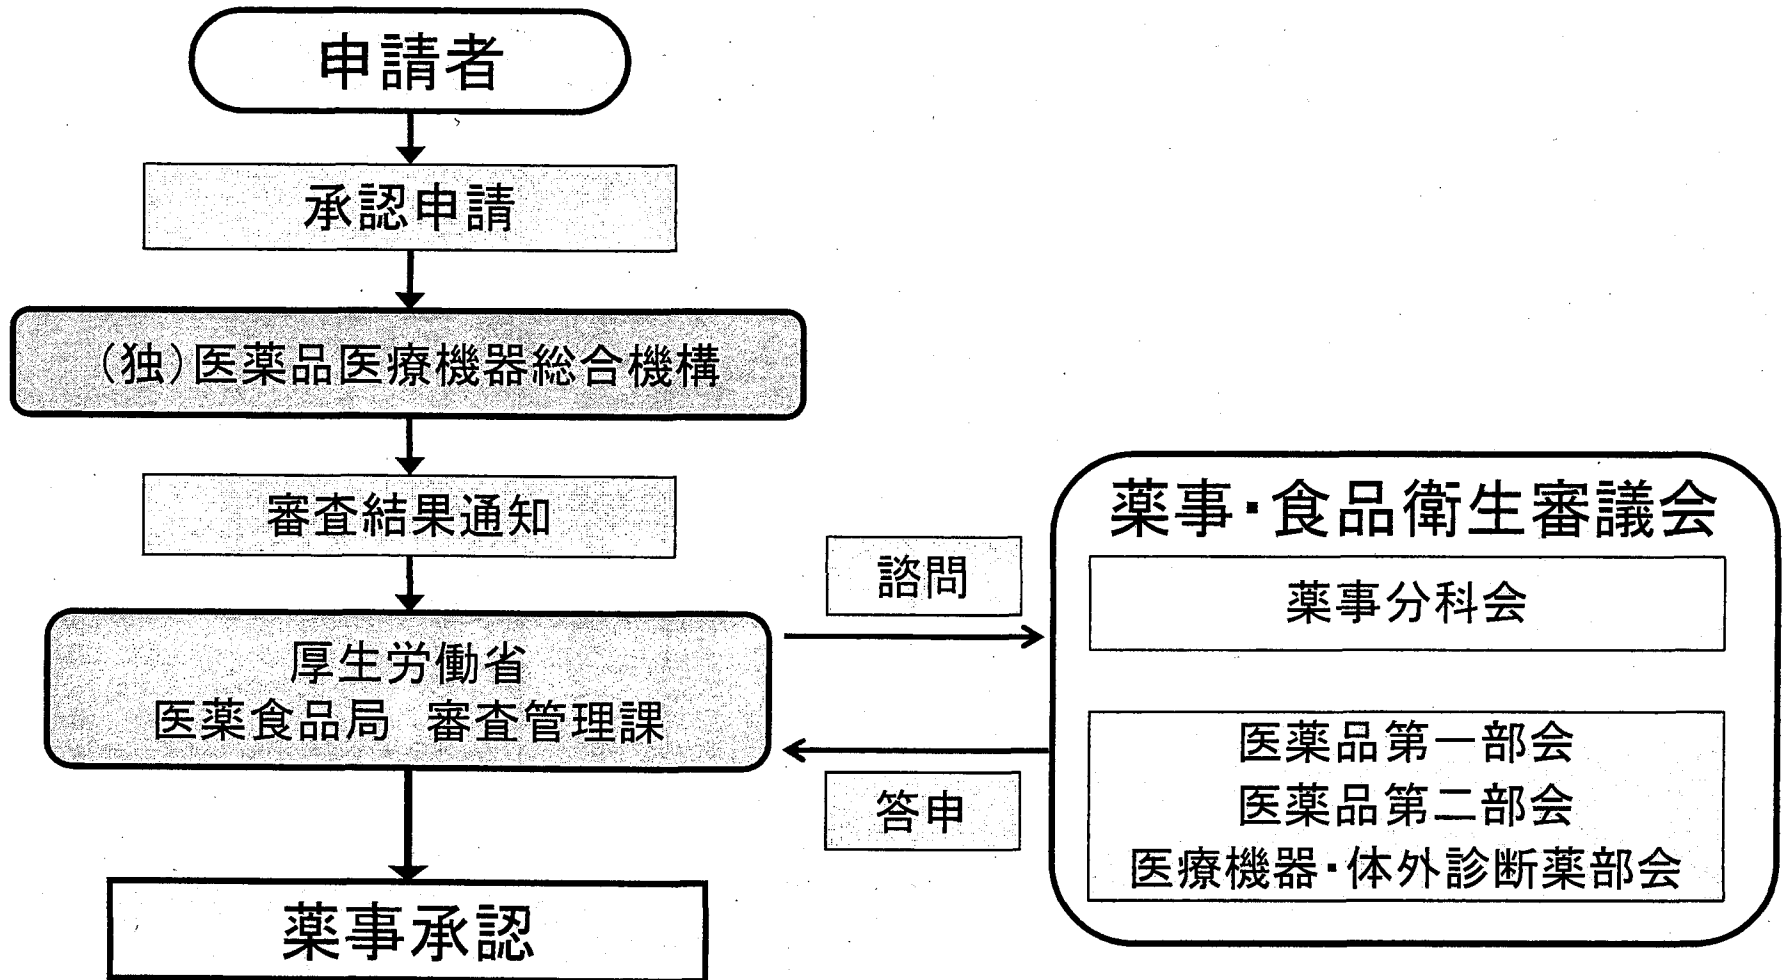 申請者
承認申請
（独）医薬品医療機器総合機構
審査結果通知
厚生労働省
医薬食品局　審査管理課
薬事承認
諮問
答申
薬事・食品衛生審議会
薬事分科会
医薬品第一部会
医薬品第二部会
医療機器・体外診断薬部会